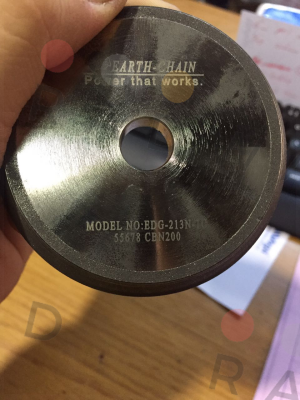 EARTH-CHAIN
Power that works.
MODEL NO:EDG-213N-
55678 CBN200
D
R A